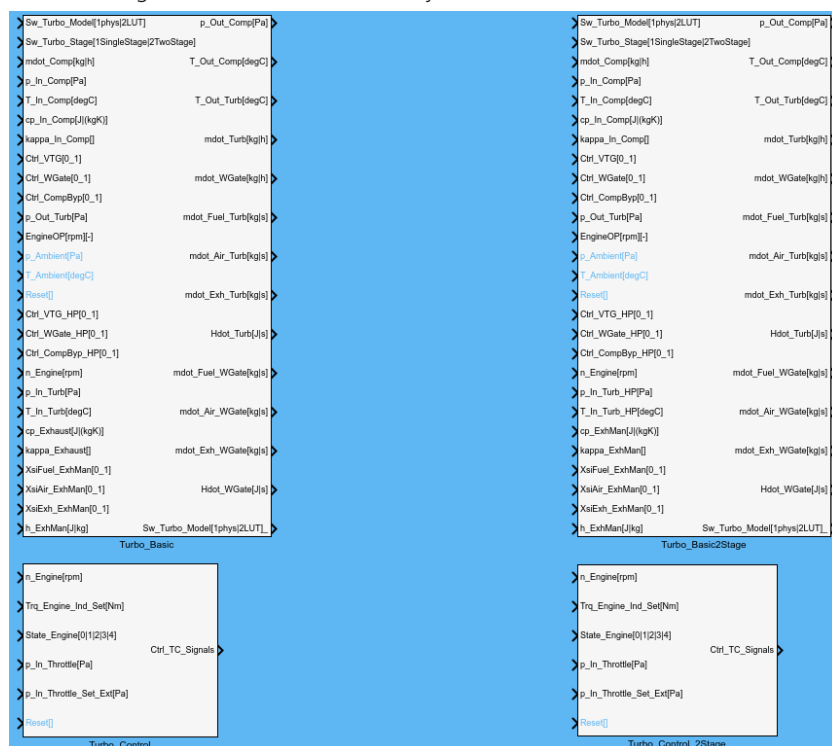 Sw_Turbo_Model[1phys|2LUT] p_Out_Comp[Pa]
Sw_Turbo_Stage[1SingleStage|2TwoStage]
mdot_Comp[kg|h] T_Out_Comp[degC]
p_In_Comp[Pa]
T_In_Comp[degC] T_Out_Turb[degC]
cp_In_Comp[J|(kgK)]
kappa_In_Comp[] mdot_Turb[kg|h]
Ctrl_VTG[0_1]
Ctrl_WGate[0_1] mdot_WGate[kg|h]
Ctrl_CompByp[0_1]
p_Out_Turb[Pa] mdot_Fuel_Turb[kg|s]
EngineOP[rpm][-]
p_Ambient[Pa] mdot_Air_Turb[kg|s]
T_Ambient[degC]
Reset[] mdot_Exh_Turb[kg|s]
Ctrl_VTG_HP[0_1]
Ctrl_WGate_HP[0_1] Hdot_Turb[J|s]
Ctrl_CompByp_HP[0_1]
n_Engine[rpm] mdot_Fuel_WGate[kg|s]
p_In_Turb[Pa]
T_In_Turb[degC] mdot_Air_WGate[kg|s]
cp_Exhaust[J|(kgK)]
kappa_Exhaust[] mdot_Exh_WGate[kg|s]
XsiFuel_ExhMan[0_1]
XsiAir_ExhMan[0_1] Hdot_WGate[J|s]
XsiExh_ExhMan[0_1]
h_ExhMan[J|kg] Sw_Turbo_Model[1phys|2LUT]_
Turbo_Basic
Sw_Turbo_Model[1phys|2LUT] p_Out_Comp[Pa]
Sw_Turbo_Stage[1SingleStage|2TwoStage]
mdot_Comp[kg|h] T_Out_Comp[degC]
p_In_Comp[Pa]
T_In_Comp[degC] T_Out_Turb[degC]
cp_In_Comp[J|(kgK)]
kappa_In_Comp[] mdot_Turb[kg|h]
Ctrl_VTG[0_1]
Ctrl_WGate[0_1] mdot_WGate[kg|h]
Ctrl_CompByp[0_1]
p_Out_Turb[Pa] mdot_Fuel_Turb[kg|s]
EngineOP[rpm][-]
p_Ambient[Pa] mdot_Air_Turb[kg|s]
T_Ambient[degC]
Reset[] mdot_Exh_Turb[kg|s]
Ctrl_VTG_HP[0_1]
Ctrl_WGate_HP[0_1] Hdot_Turb[J|s]
Ctrl_CompByp_HP[0_1]
n_Engine[rpm] mdot_Fuel_WGate[kg|s]
p_In_Turb_HP[Pa]
T_In_Turb_HP[degC] mdot_Air_WGate[kg|s]
cp_ExhMan[J|(kgK)]
kappa_ExhMan[] mdot_Exh_WGate[kg|s]
XsiFuel_ExhMan[0_1]
XsiAir_ExhMan[0_1] Hdot_WGate[J|s]
XsiExh_ExhMan[0_1]
h_ExhMan[J|kg] Sw_Turbo_Model[1phys|2LUT]_
Turbo_Basic2Stage
n_Engine[rpm]
Trq_Engine_Ind_Set[Nm]
State_Engine[0|1|2|3|4]
Ctrl_TC_Signals
p_In_Throttle[Pa]
p_In_Throttle_Set_Ext[Pa]
Reset[]
Turbo_Control
n_Engine[rpm]
Trq_Engine_Ind_Set[Nm]
State_Engine[0|1|2|3|4]
Ctrl_TC_Signals
p_In_Throttle[Pa]
p_In_Throttle_Set_Ext[Pa]
Reset[]
Turbo_Control_2Stage